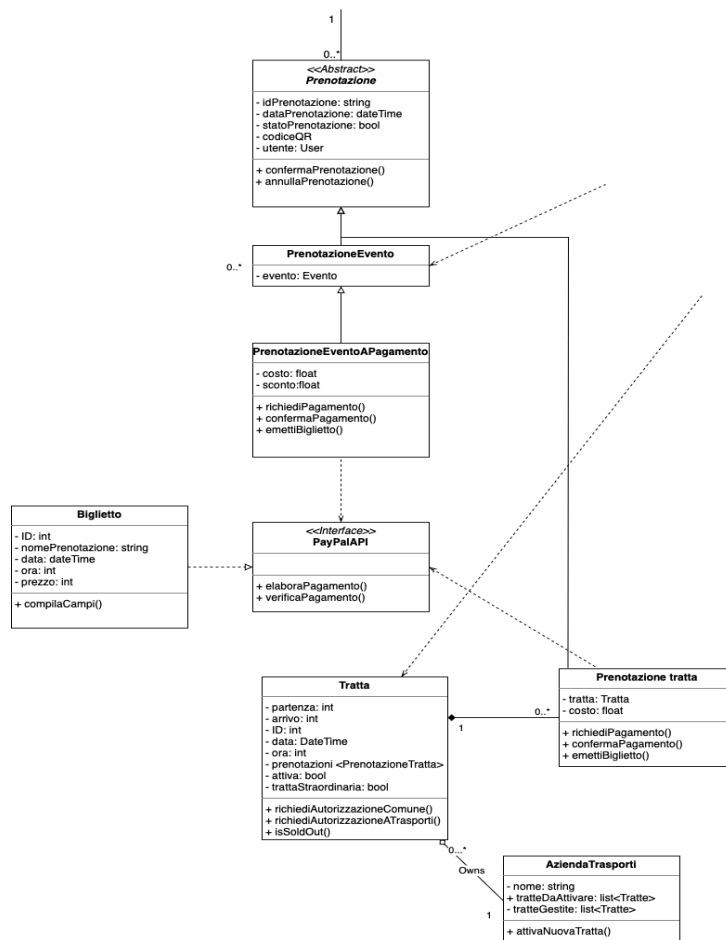 1
0..*
<<Abstract>>
Prenotazione
- idPrenotazione: string
- dataPrenotazione: dateTime
- statoPrenotazione: bool
- codiceQR
- utente: User
+ confermaPrenotazione()
+ annullaPrenotazione()
PrenotazioneEvento
0..*
- evento: Evento
PrenotazioneEventoAPagamento
- costo: float
- sconto:float
+ richiediPagamento()
+ confermaPagamento()
+ emettiBiglietto()
Biglietto
- ID: int
- nomePrenotazione: string
- data: dateTime
- ora: int
- prezzo: int
+ compilaCampi()
<<Interface>>
PayPalAPI
+ elaboraPagamento()
+ verificaPagamento()
Tratta
- partenza: int
- arrivo: int
- ID: int
- data: DateTime
- ora: int
- prenotazioni <PrenotazioneTratta>
- attiva: bool
- trattaStraordinaria: bool
+ richiediAutorizzazioneComune()
+ richiediAutorizzazioneATrasporti()
+ isSoldOut()
1
0..*
Prenotazione tratta
- tratta: Tratta
- costo: float
+ richiediPagamento()
+ confermaPagamento()
+ emettiBiglietto()
0..*
Owns
1
AziendaTrasporti
- nome: string
+ tratteDaAttivare: list<Tratte>
- tratteGestite: list<Tratte>
+ attivaNuovaTratta()